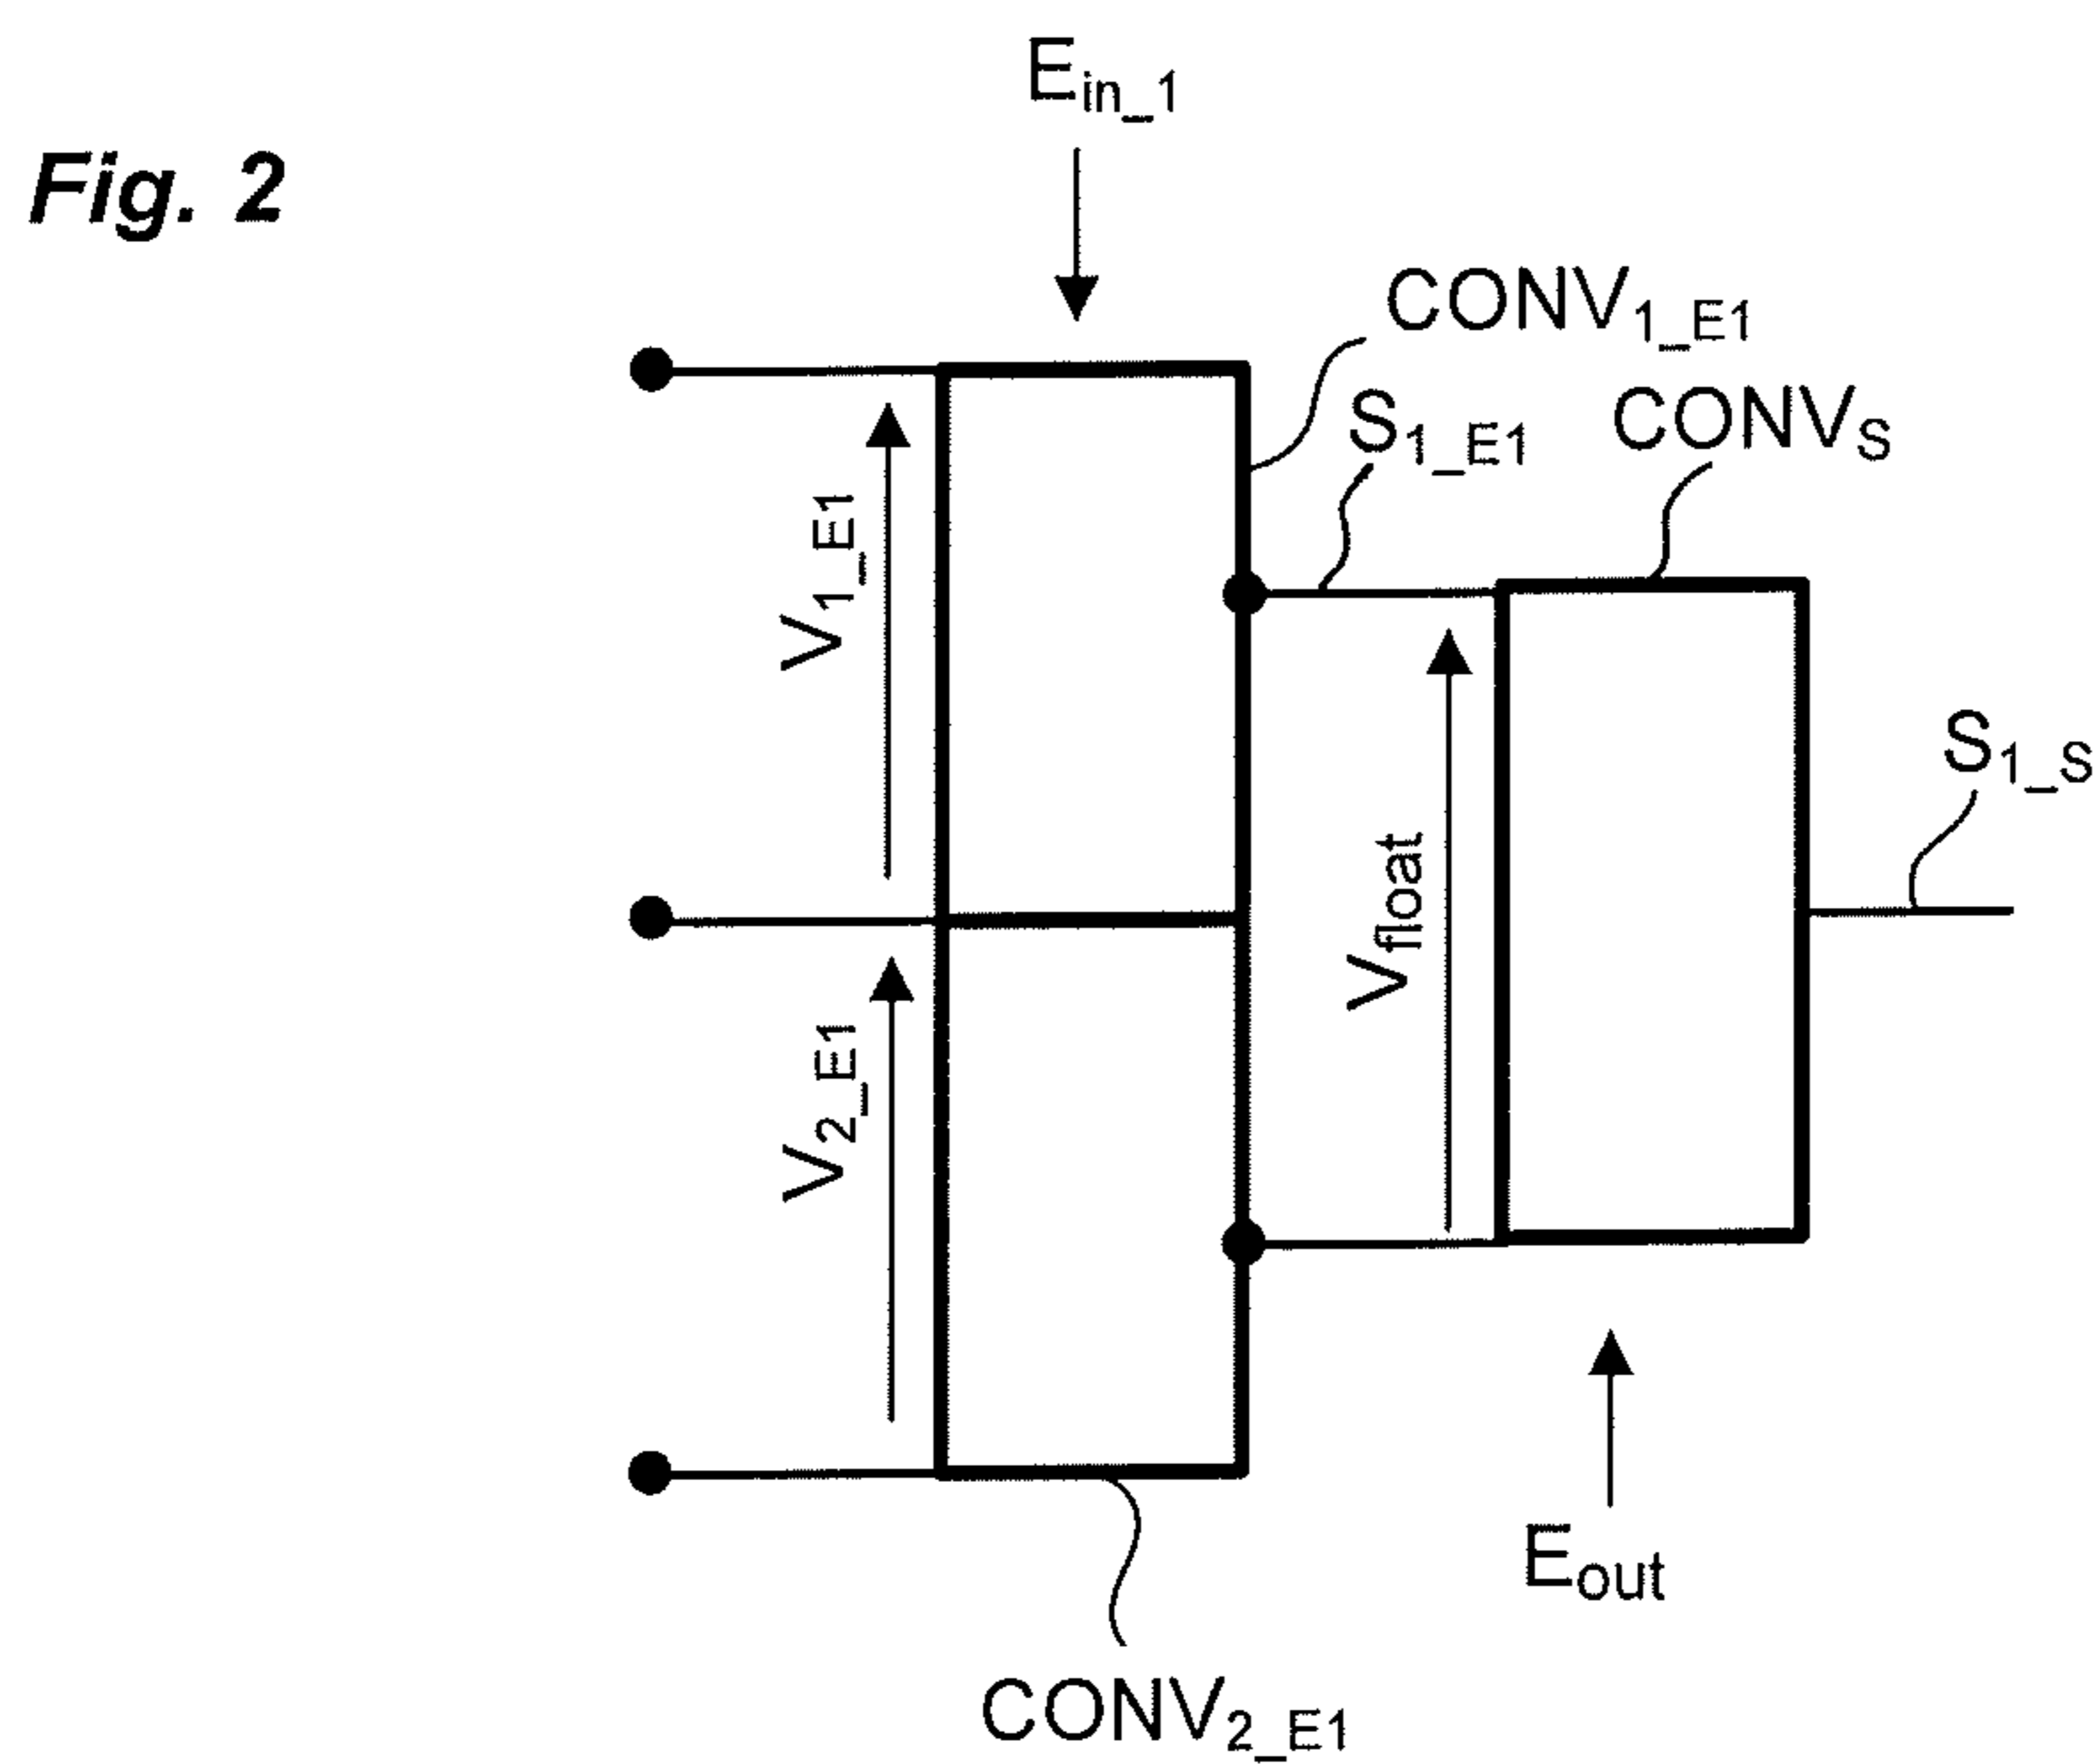 Fig. 2
E_in_1
CONV_1_E1
S_1_E1
CONV_S
V_1_E1
S_1_S
V_float
V_2_E1
E_out
CONV_2_E1